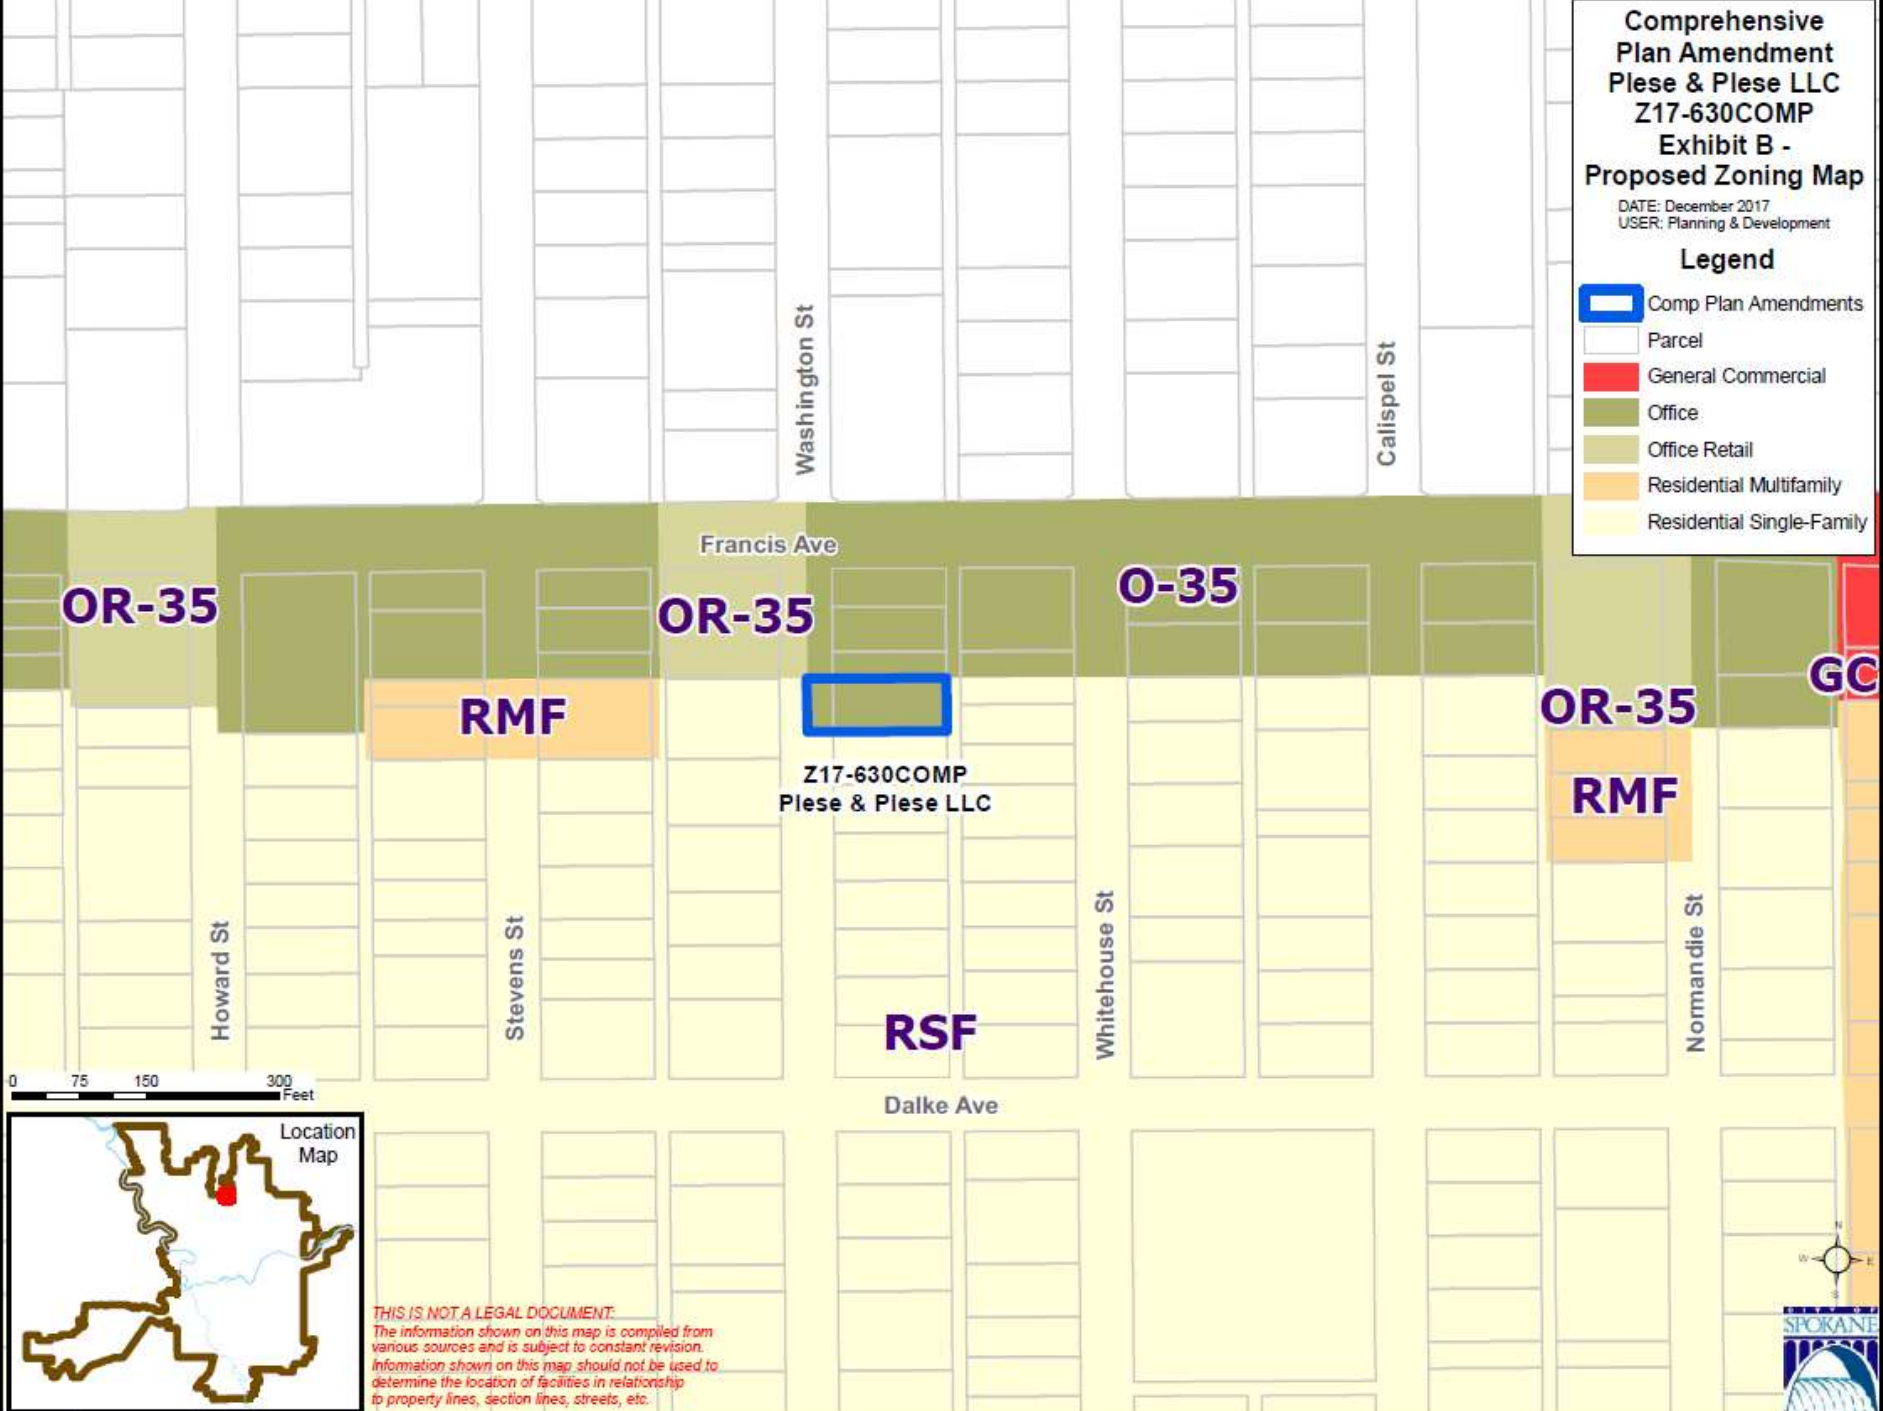 Comprehensive
Plan Amendment
Plese & Plese LLC
Z17-630COMP
Exhibit B -
Proposed Zoning Map
DATE: December 2017
USER: Planning & Development
Legend
Comp Plan Amendments
Parcel
General Commercial
Office
Office Retail
Residential Multifamily
Residential Single-Family
Washington St
Calispel St
Francis Ave
OR-35
OR-35
O-35
GC
OR-35
RMF
RMF
Z17-630COMP
Plese & Plese LLC
Howard St
Stevens St
Whitehouse St
Normandie St
RSF
Dalke Ave
0 75 150 300
Feet
Location
Map
THIS IS NOT A LEGAL DOCUMENT:
The information shown on this map is compiled from
various sources and is subject to constant revision.
Information shown on this map should not be used to
determine the location of facilities in relationship
to property lines, section lines, streets, etc.
N
W E
S
CITY OF
SPOKANE